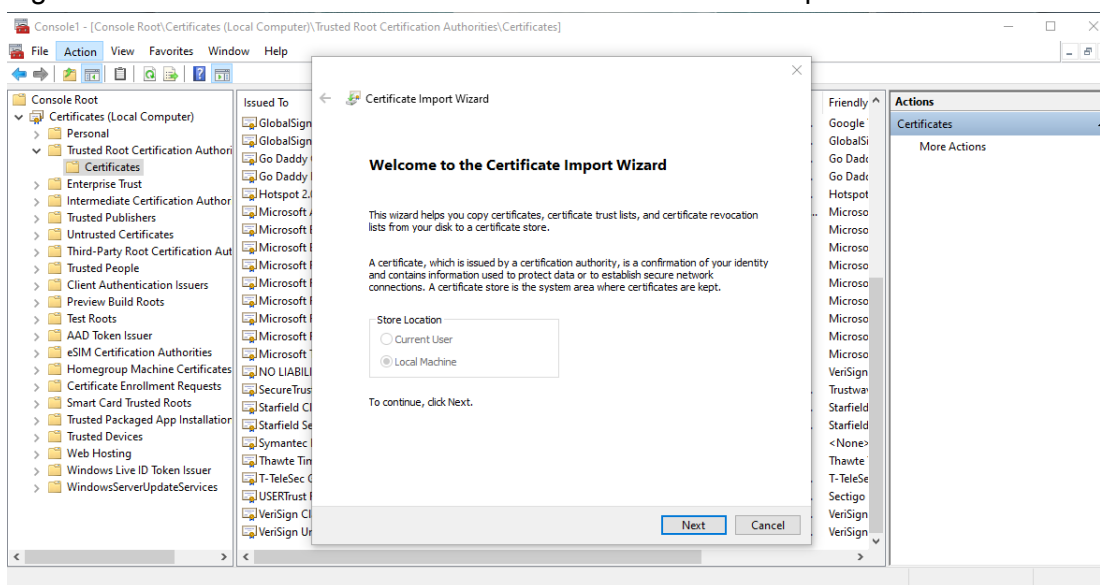 Console1 - [Console Root\Certificates (Local Computer)\Trusted Root Certification Authorities\Certificates]
File Action View Favorites Window Help
Console Root
Certificates (Local Computer)
Personal
Trusted Root Certification Authori
Certificates
Enterprise Trust
Intermediate Certification Author
Trusted Publishers
Untrusted Certificates
Third-Party Root Certification Aut
Trusted People
Client Authentication Issuers
Preview Build Roots
Test Roots
AAD Token Issuer
eSIM Certification Authorities
Homegroup Machine Certificates
Certificate Enrollment Requests
Smart Card Trusted Roots
Trusted Packaged App Installation
Trusted Devices
Web Hosting
Windows Live ID Token Issuer
WindowsServerUpdateServices
Issued To
GlobalSign
GlobalSign
Go Daddy
Go Daddy
Hotspot 2.
Microsoft
Microsoft
Microsoft
Microsoft
Microsoft
Microsoft
Microsoft
Microsoft
Microsoft
NO LIABILI
SecureTrus
Starfield Cl
Starfield Se
Symantec
Thawte Tim
T-TeleSec
USERTrust
VeriSign Cl
VeriSign Un
Certificate Import Wizard
Welcome to the Certificate Import Wizard
This wizard helps you copy certificates, certificate trust lists, and certificate revocation
lists from your disk to a certificate store.
A certificate, which is issued by a certification authority, is a confirmation of your identity
and contains information used to protect data or to establish secure network
connections. A certificate store is the system area where certificates are kept.
Store Location
Current User
Local Machine
To continue, click Next.
Next Cancel
Friendly
Google
GlobalSi
Go Dadd
Go Dadd
Hotspot
Microso
Microso
Microso
Microso
Microso
Microso
Microso
Microso
Microso
VeriSign
Trustwav
Starfield
Starfield
<None>
Thawte
T-TeleSe
Sectigo
VeriSign
VeriSign
Actions
Certificates
More Actions